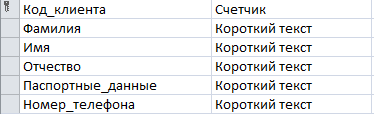 Код_клиента Счетчик
Фамилия Короткий текст
Имя Короткий текст
Отчество Короткий текст
Паспортные_данные Короткий текст
Номер_телефона Короткий текст